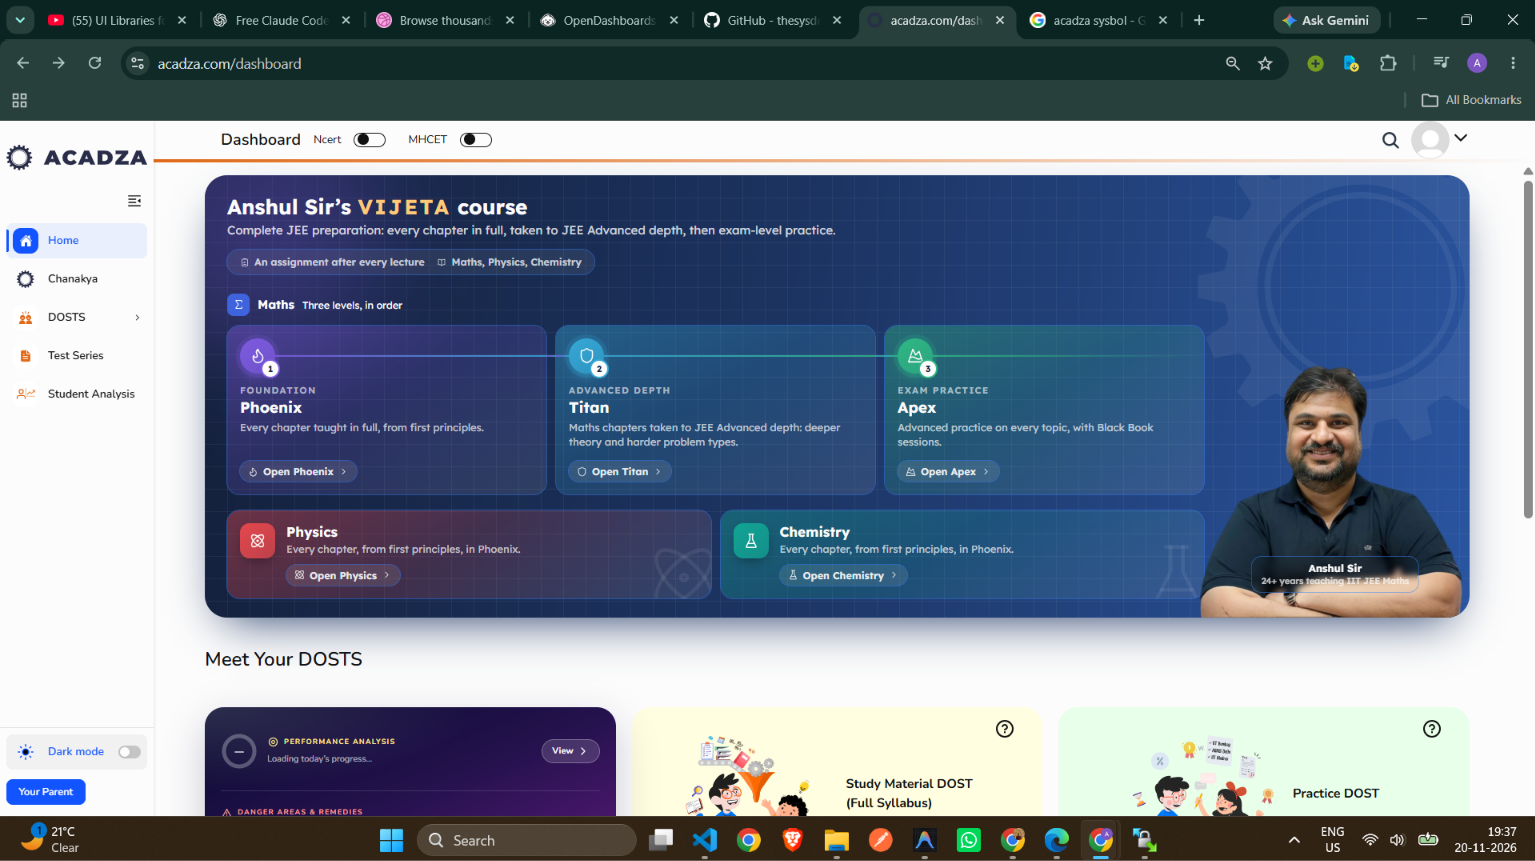 (55) UI Libraries f
Free Claude Code
Browse thousand
OpenDashboards
GitHub - thesysd
acadza.com/dash
acadza sysbol - G
Ask Gemini
acadza.com/dashboard
A
All Bookmarks
ACADZA
Dashboard
Ncert
MHCET
Home
Chanakya
DOSTS
Test Series
Student Analysis
Dark mode
Your Parent
Anshul Sir's VIJETA course
Complete JEE preparation: every chapter in full, taken to JEE Advanced depth, then exam-level practice.
An assignment after every lecture
Maths, Physics, Chemistry
Σ Maths Three levels, in order
1
FOUNDATION
Phoenix
Every chapter taught in full, from first principles.
Open Phoenix >
2
ADVANCED DEPTH
Titan
Maths chapters taken to JEE Advanced depth: deeper
theory and harder problem types.
Open Titan >
3
EXAM PRACTICE
Apex
Advanced practice on every topic, with Black Book
sessions.
Open Apex >
Physics
Every chapter, from first principles, in Phoenix.
Open Physics >
Chemistry
Every chapter, from first principles, in Phoenix.
Open Chemistry >
Anshul Sir
24+ years teaching IIT JEE Maths
Meet Your DOSTS
PERFORMANCE ANALYSIS
Loading today's progress...
View >
DANGER AREAS & REMEDIES
?
Study Material DOST
(Full Syllabus)
?
Practice DOST
1
21°C
Clear
Search
ENG
US
19:37
20-11-2026